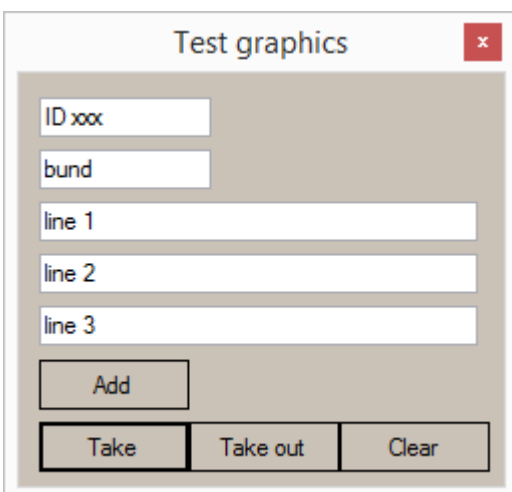 Test graphics
x
ID xxx
bund
line 1
line 2
line 3
Add
Take Take out Clear